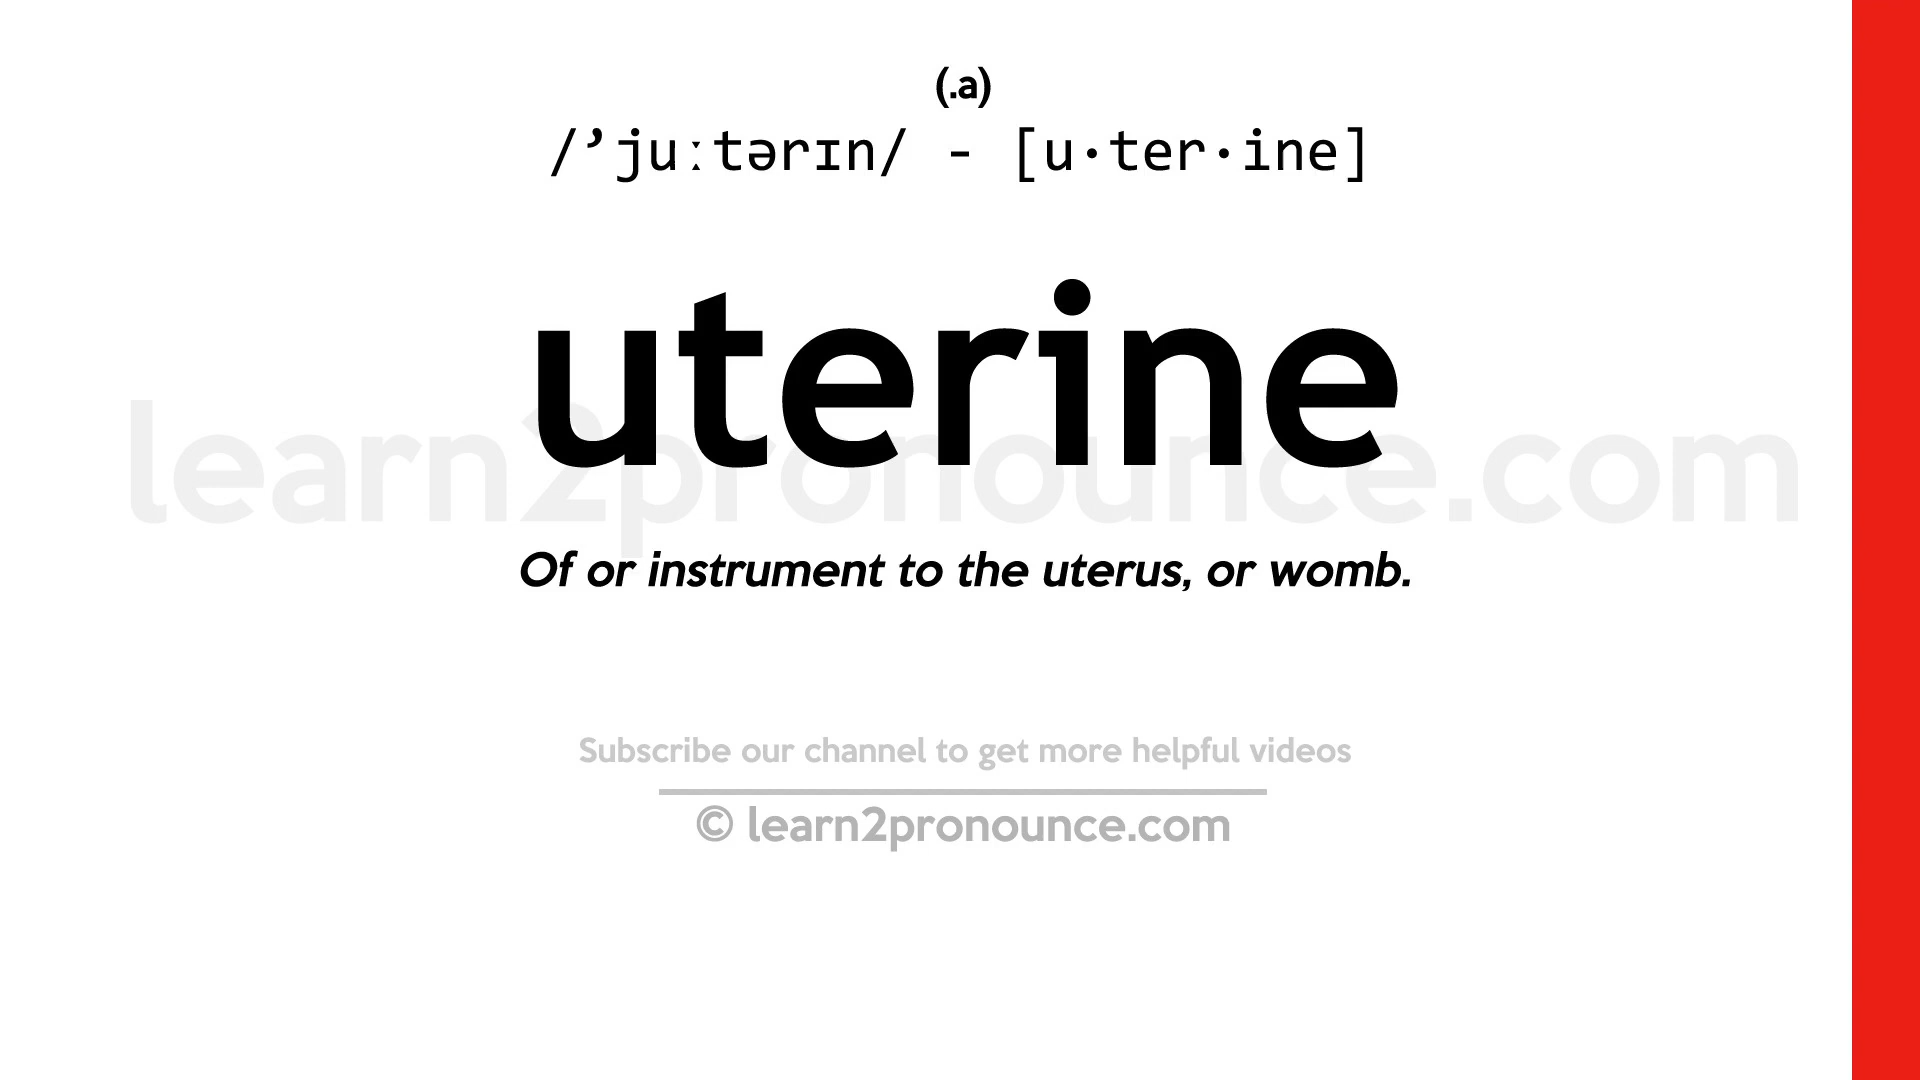 (.a)
/’juːtərɪn/ - [u·ter·ine]
uterine
learn2pronounce.com
Of or instrument to the uterus, or womb.
Subscribe our channel to get more helpful videos
© learn2pronounce.com